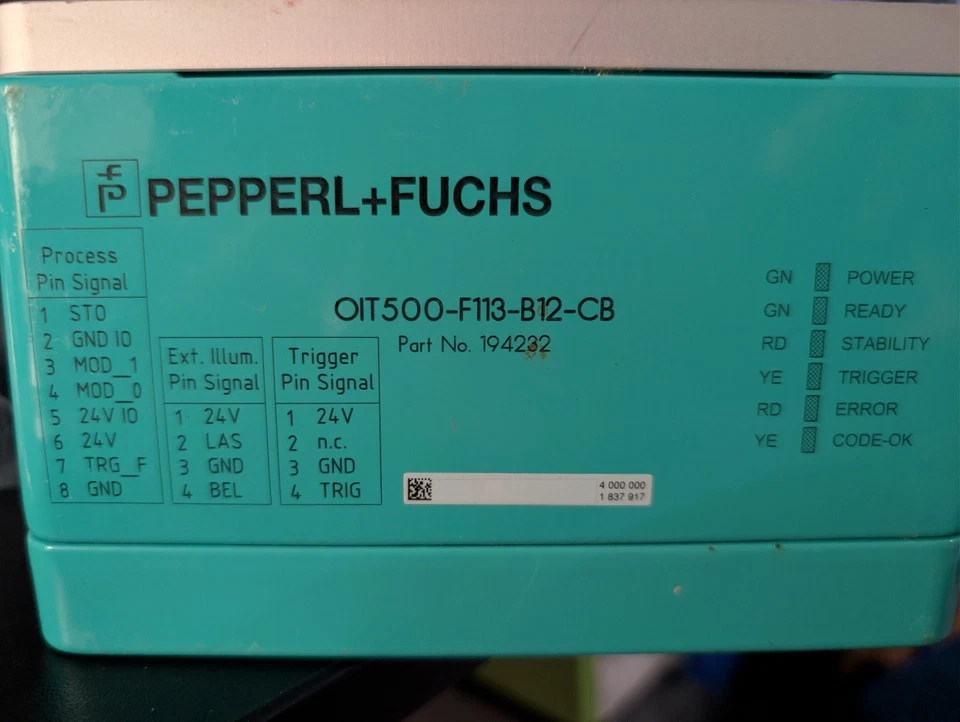 PEPPERL+FUCHS
OIT500-F113-B12-CB
Part No. 194232
Process
Pin Signal
1 STO
2 GND IO
3 MOD_1
4 MOD_0
5 24V IO
6 24V
7 TRG_F
8 GND
Ext. Illum.
Pin Signal
1 24V
2 LAS
3 GND
4 BEL
Trigger
Pin Signal
1 24V
2 n.c.
3 GND
4 TRIG
GN POWER
GN READY
RD STABILITY
YE TRIGGER
RD ERROR
YE CODE-OK
4 000 000
1 837 917